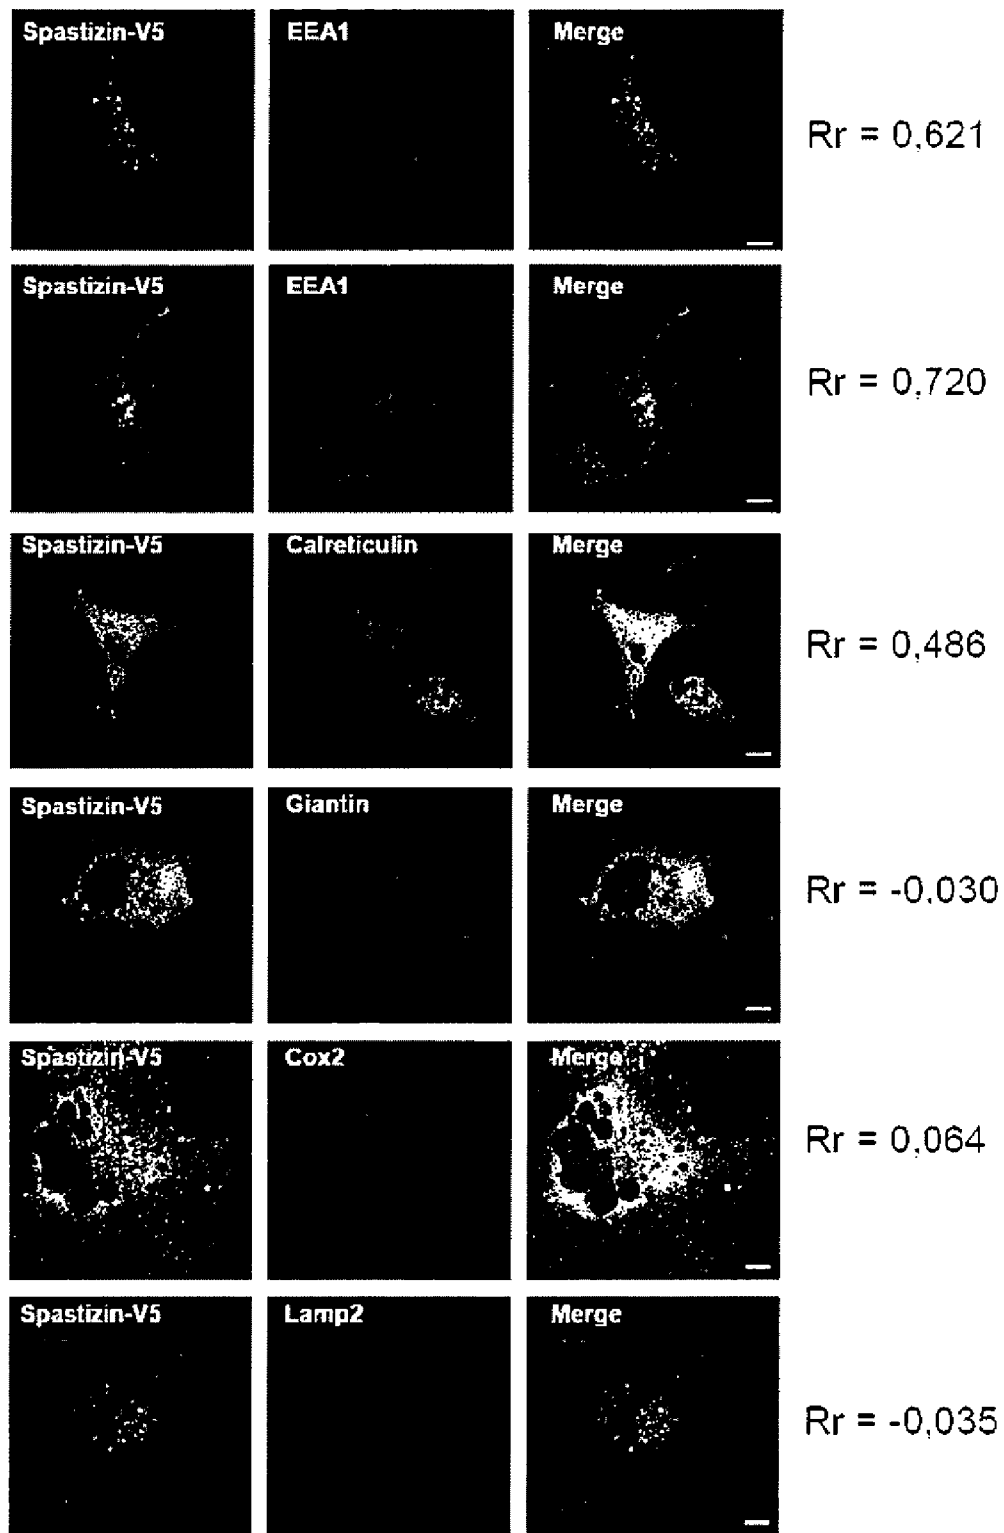 Spastizin-V5 EEA1 Merge
Rr = 0,621
Spastizin-V5 EEA1 Merge
Rr = 0,720
Spastizin-V5 Calreticulin Merge
Rr = 0,486
Spastizin-V5 Giantin Merge
Rr = -0,030
Spastizin-V5 Cox2 Merge
Rr = 0,064
Spastizin-V5 Lamp2 Merge
Rr = -0,035